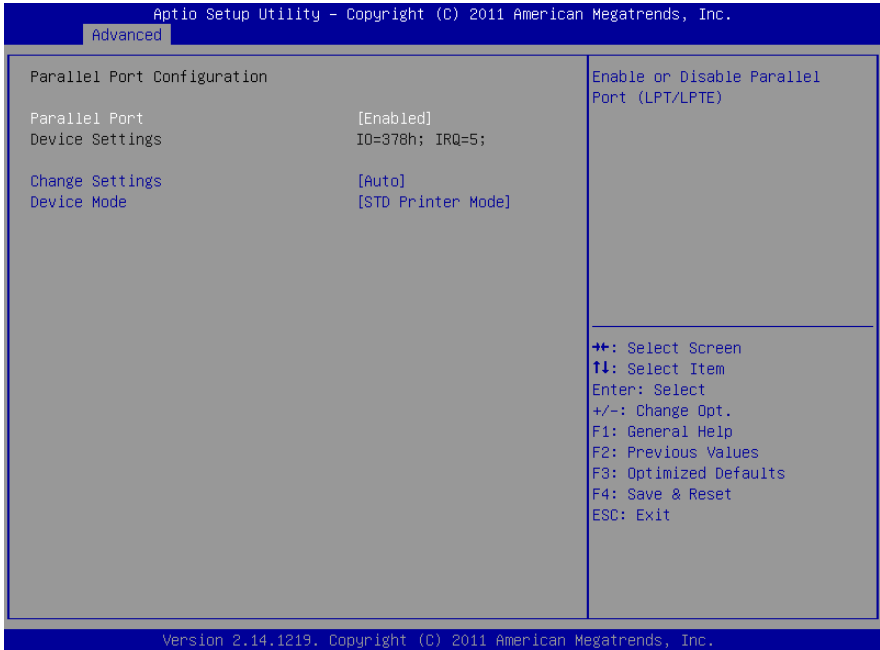 Aptio Setup Utility – Copyright (C) 2011 American Megatrends, Inc.
Advanced
Parallel Port Configuration
Parallel Port [Enabled]
Device Settings IO=378h; IRQ=5;
Change Settings [Auto]
Device Mode [STD Printer Mode]
Enable or Disable Parallel
Port (LPT/LPTE)
→←: Select Screen
↑↓: Select Item
Enter: Select
+/-: Change Opt.
F1: General Help
F2: Previous Values
F3: Optimized Defaults
F4: Save & Reset
ESC: Exit
Version 2.14.1219. Copyright (C) 2011 American Megatrends, Inc.